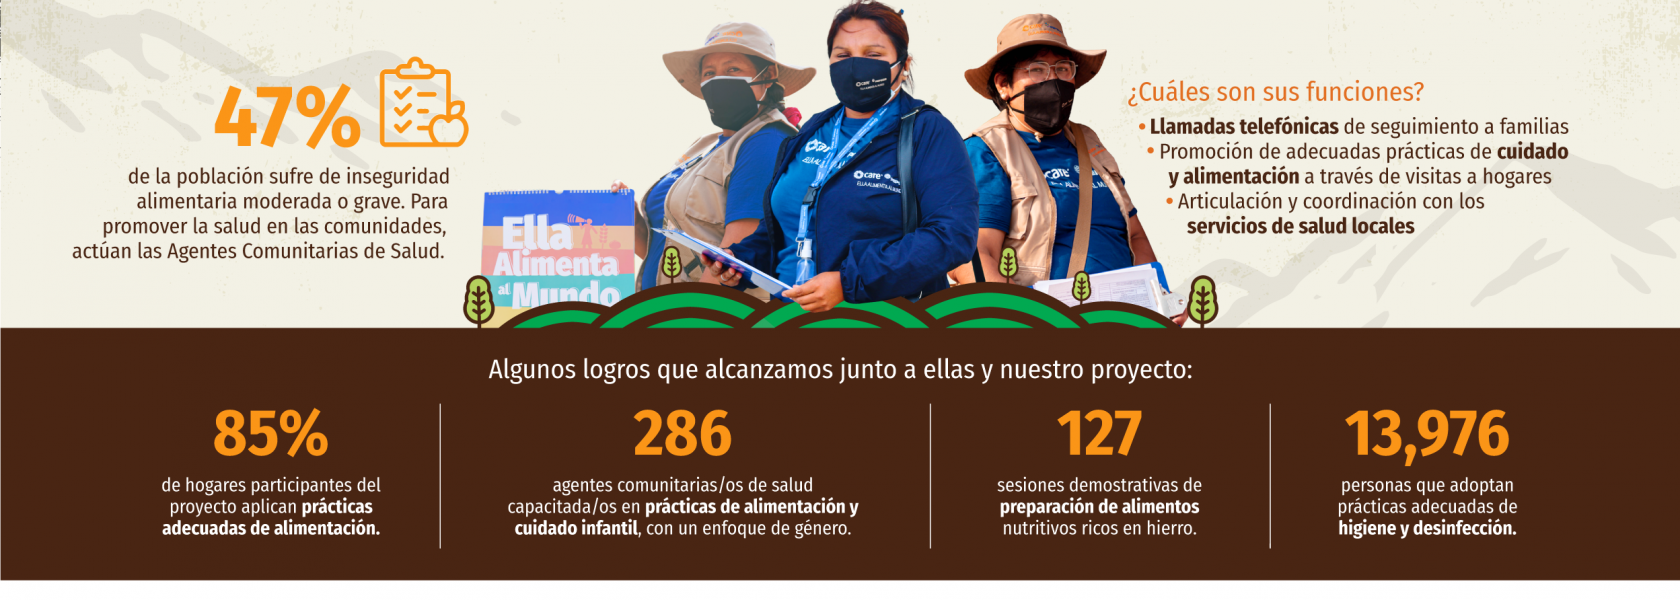 47%
de la población sufre de inseguridad
alimentaria moderada o grave. Para
promover la salud en las comunidades,
actúan las Agentes Comunitarias de Salud.
Ella
Alimenta
al Mundo
care
care
¿Cuáles son sus funciones?
• Llamadas telefónicas de seguimiento a familias
• Promoción de adecuadas prácticas de cuidado
y alimentación a través de visitas a hogares
• Articulación y coordinación con los
servicios de salud locales
Algunos logros que alcanzamos junto a ellas y nuestro proyecto:
85%
de hogares participantes del
proyecto aplican prácticas
adecuadas de alimentación.
286
agentes comunitarias/os de salud
capacitada/os en prácticas de alimentación y
cuidado infantil, con un enfoque de género.
127
sesiones demostrativas de
preparación de alimentos
nutritivos ricos en hierro.
13,976
personas que adoptan
prácticas adecuadas de
higiene y desinfección.